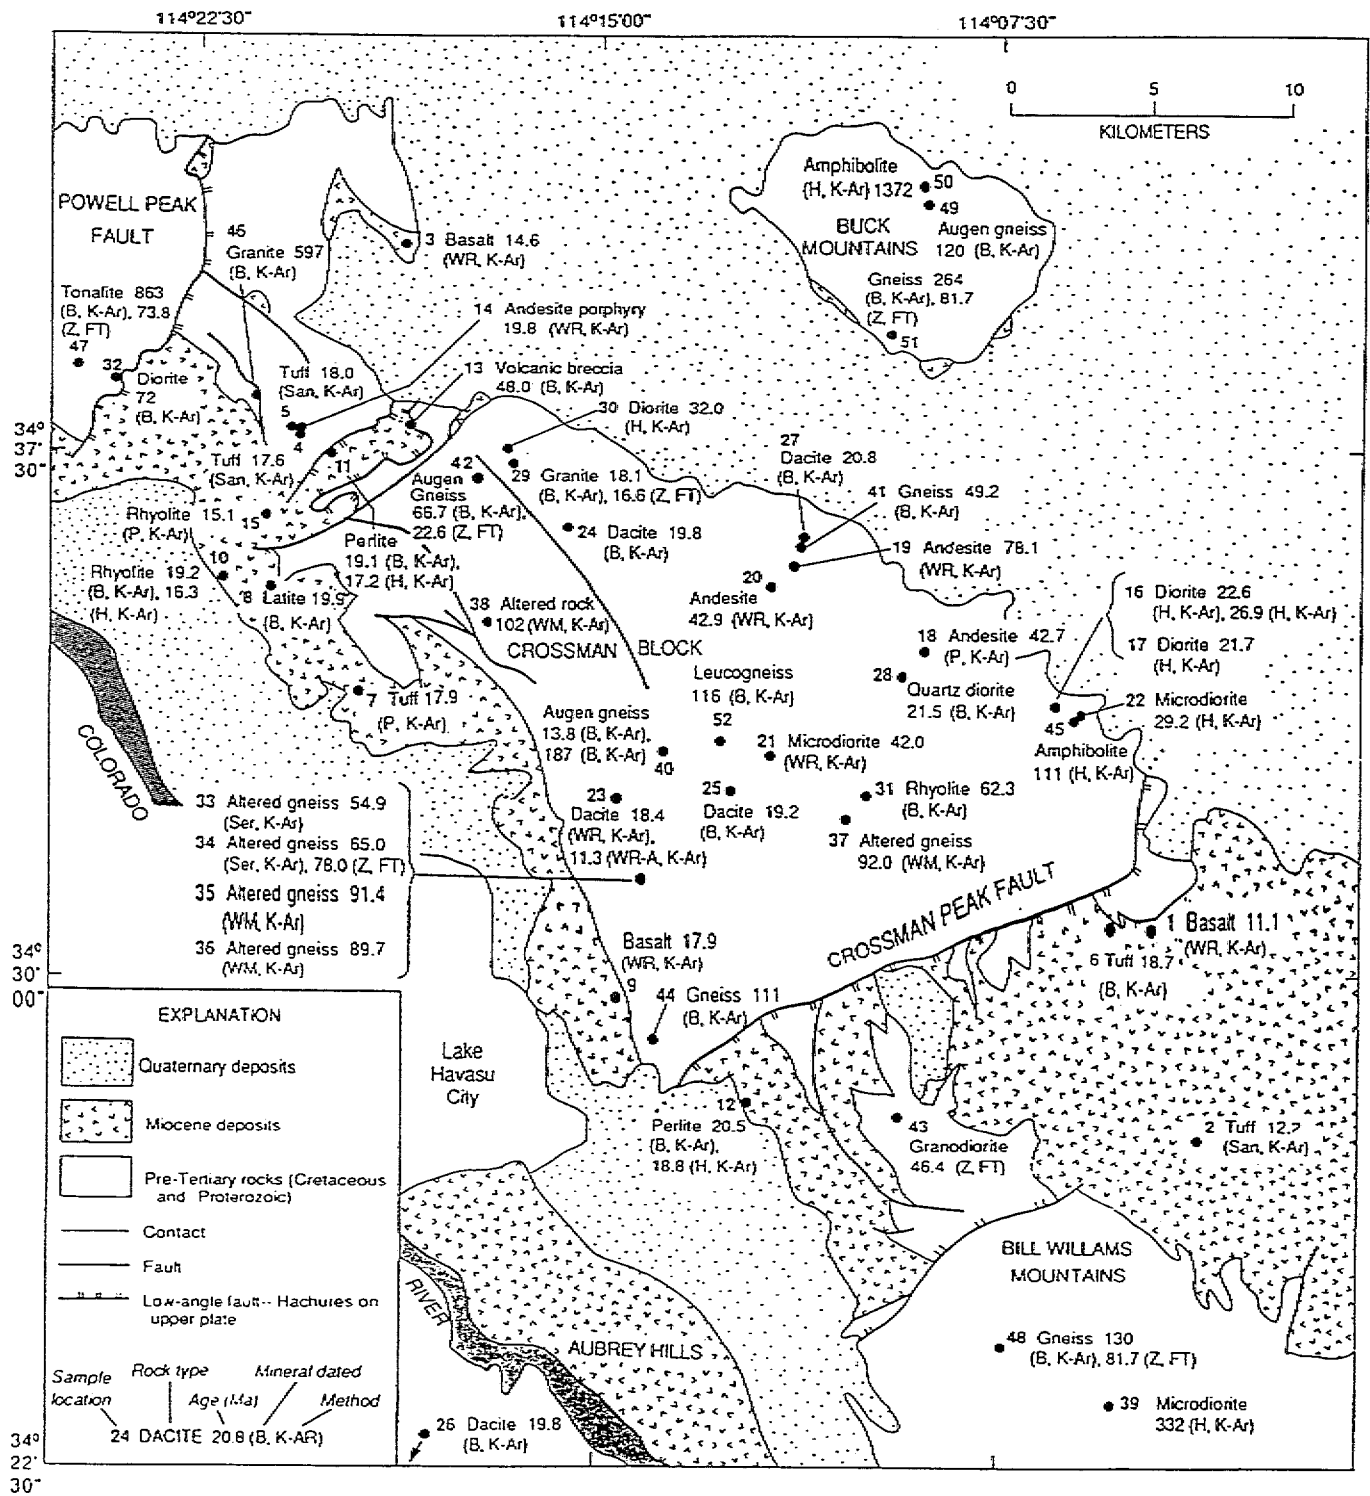 114°22'30" 114°15'00" 114°07'30"
0 5 10
KILOMETERS
POWELL PEAK
FAULT
46
Granite 597
(B, K-Ar)
3 Basalt 14.6
(WR, K-Ar)
Amphibolite
(H, K-Ar) 1372
50
49
BUCK
MOUNTAINS
Augen gneiss
120 (B, K-Ar)
Gneiss 264
(B, K-Ar), 81.7
(Z, FT)
51
Tonalite 863
(B, K-Ar), 73.8
(Z, FT)
47
32
Diorite
72
(B, K-Ar)
14 Andesite porphyry
19.8 (WR, K-Ar)
Tuff 18.0
(San, K-Ar)
5
4
13 Volcanic breccia
48.0 (B, K-Ar)
34°
37'
30"
Tuff 17.6
(San, K-Ar)
11
30 Diorite 32.0
(H, K-Ar)
42
Augen
Gneiss
66.7 (B, K-Ar),
22.6 (Z, FT)
29 Granite 18.1
(B, K-Ar), 16.6 (Z, FT)
27
Dacite 20.8
(B, K-Ar)
41 Gneiss 49.2
(B, K-Ar)
Rhyolite 15.1
(P, K-Ar)
15
Perlite
19.1 (B, K-Ar),
17.2 (H, K-Ar)
24 Dacite 19.8
(B, K-Ar)
19 Andesite 78.1
(WR, K-Ar)
10
Rhyolite 19.2
(B, K-Ar), 16.3
(H, K-Ar)
8 Latite 19.9
(B, K-Ar)
20
Andesite
42.9 (WR, K-Ar)
16 Diorite 22.6
(H, K-Ar), 26.9 (H, K-Ar)
17 Diorite 21.7
(H, K-Ar)
38 Altered rock
102 (WM, K-Ar)
CROSSMAN BLOCK
18 Andesite 42.7
(P, K-Ar)
28
Quartz diorite
21.5 (B, K-Ar)
22 Microdiorite
29.2 (H, K-Ar)
45
Amphibolite
111 (H, K-Ar)
Leucogneiss
116 (B, K-Ar)
52
7 Tuff 17.9
(P, K-Ar)
Augen gneiss
13.8 (B, K-Ar),
187 (B, K-Ar)
40
21 Microdiorite 42.0
(WR, K-Ar)
COLORADO
23
Dacite 18.4
(WR, K-Ar),
11.3 (WR-A, K-Ar)
25
Dacite 19.2
(B, K-Ar)
31 Rhyolite 62.3
(B, K-Ar)
37 Altered gneiss
92.0 (WM, K-Ar)
33 Altered gneiss 54.9
(Ser, K-Ar)
34 Altered gneiss 65.0
(Ser, K-Ar), 78.0 (Z, FT)
35 Altered gneiss 91.4
(WM, K-Ar)
36 Altered gneiss 89.7
(WM, K-Ar)
CROSSMAN PEAK FAULT
1 Basalt 11.1
(WR, K-Ar)
6 Tuff 18.7
(B, K-Ar)
34°
30"
00"
Basalt 17.9
(WR, K-Ar)
9
44 Gneiss 111
(B, K-Ar)
Lake
Havasu
City
12
Perlite 20.5
(B, K-Ar),
18.8 (H, K-Ar)
43
Granodiorite
46.4 (Z, FT)
2 Tuff 12.2
(San, K-Ar)
EXPLANATION
Quaternary deposits
Miocene deposits
Pre-Tertiary rocks (Cretaceous
and Proterozoic)
Contact
Fault
Low-angle fault-- Hachures on
upper plate
Sample
location
Rock type
Age (Ma)
Mineral dated
Method
24 DACITE 20.8 (B, K-AR)
BILL WILLAMS
MOUNTAINS
RIVER
AUBREY HILLS
48 Gneiss 130
(B, K-Ar), 81.7 (Z, FT)
39 Microdiorite
332 (H, K-Ar)
26 Dacite 19.8
(B, K-Ar)
34°
22'
30"